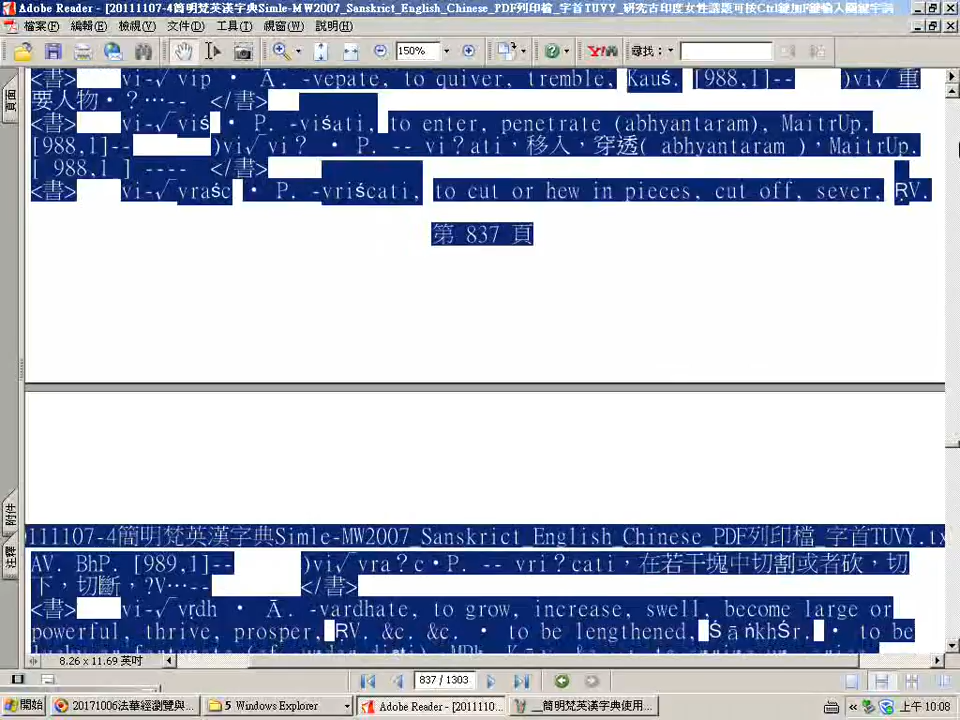 Adobe Reader - [20111107-4簡明梵英漢字典Simle-MW2007_Sanskrict_English_Chinese_PDF列印檔_字首TUVY_研究古印度女性議題可按Ctrl鍵加F鍵輸入關鍵字
檔案(F) 編輯(E) 檢視(V) 文件(D) 工具(T) 視窗(W) 說明(H)
150% Y! 尋找:
頁面
<書> vi-√ vip • Ā. -vepate, to quiver, tremble, Kauś. [988,1]-- )vi√ 重
要人物•?…-- </書>
<書> vi-√ viś • P. -viśati, to enter, penetrate (abhyantaram), MaitrUp.
[988,1]-- )vi√ vi? • P. -- vi?ati,移入,穿透( abhyantaram ),MaitrUp.
[ 988,1 ] ---- </書>
<書> vi-√ vraśc • P. -vriścati, to cut or hew in pieces, cut off, sever, ṚV.
第 837 頁
附件
注釋
111107-4簡明梵英漢字典Simle-MW2007_Sanskrict_English_Chinese_PDF列印檔_字首TUVY.tx
AV. BhP. [989,1]-- )vi√ vra?c•P. -- vri?cati,在若干塊中切割或者砍,切
下,切斷,?V…-- </書>
<書> vi-√ vṛdh • Ā. -vardhate, to grow, increase, swell, become large or
powerful, thrive, prosper, ṚV. &c. &c. • to be lengthened, ŚāṅkhŚr. • to be
8.26 x 11.69 英吋
837 / 1303
開始 20171006法華經瀏覽與... 5 Windows Explorer Adobe Reader - [2011110... __簡明梵英字典使用... 上午 10:08